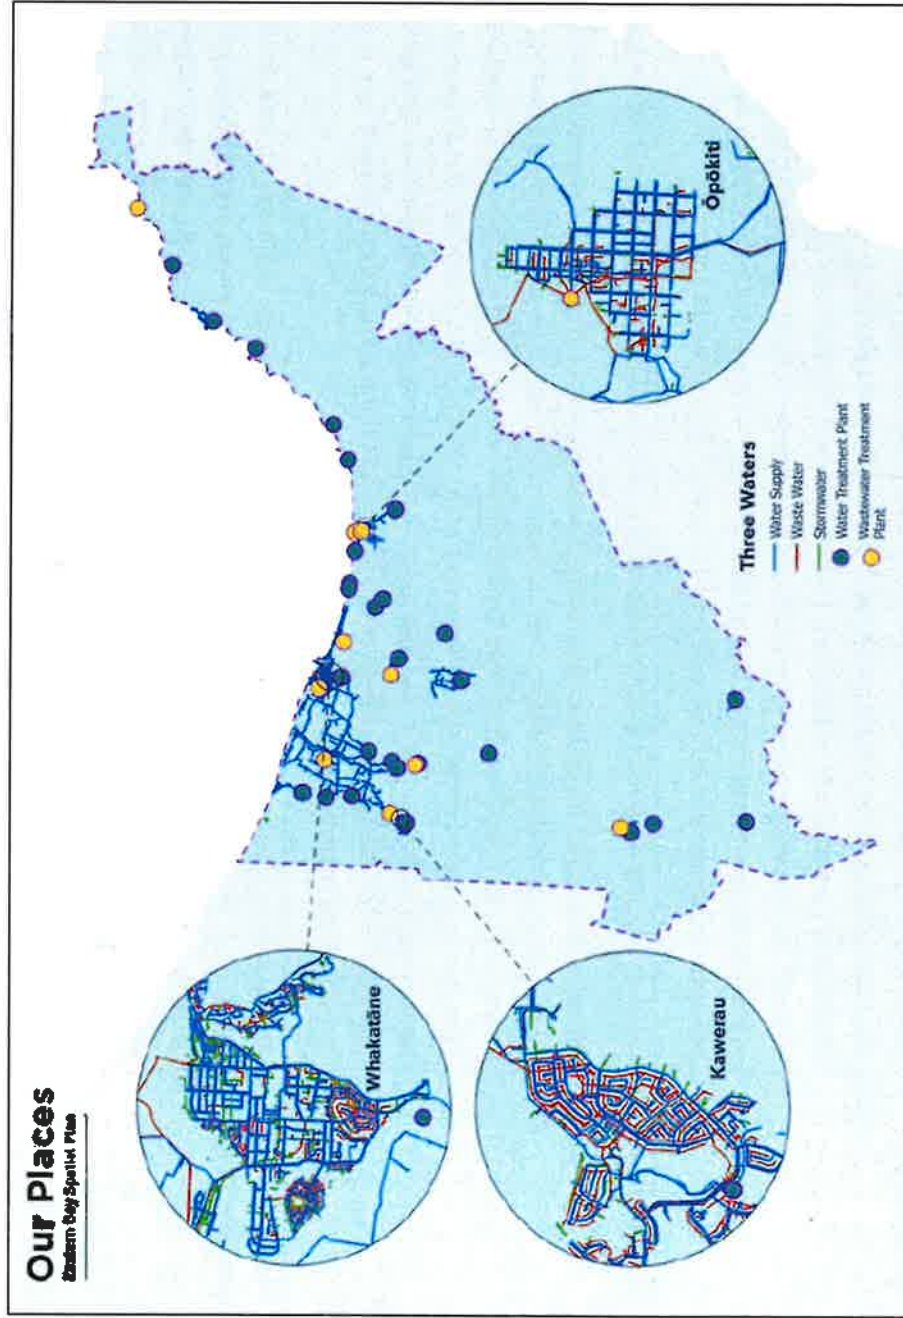 Our Places
Eastern Bay Spatial Plan
Whakatāne
Kawerau
Ōpōkiti
Three Waters
Water Supply
Waste Water
Stormwater
Water Treatment Plant
Wastewater Treatment
Plant